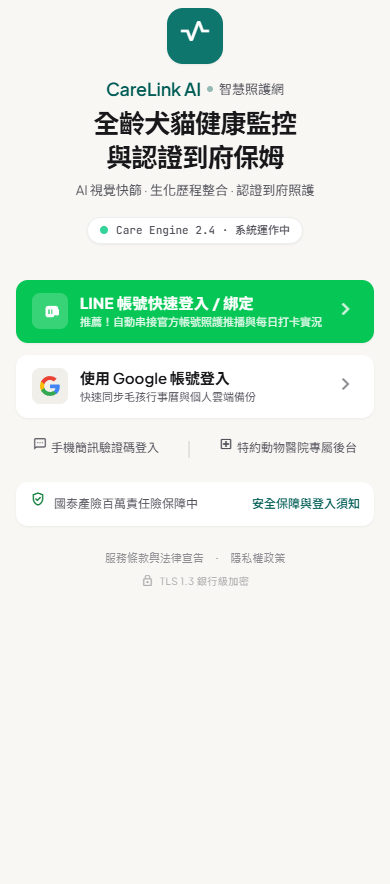 CareLink AI • 智慧照護網
全齡犬貓健康監控
與認證到府保姆
AI 視覺快篩 · 生化歷程整合 · 認證到府照護
Care Engine 2.4 · 系統運作中
LINE 帳號快速登入 / 綁定
推薦！自動串接官方帳號照護推播與每日打卡實況
使用 Google 帳號登入
快速同步毛孩行事曆與個人雲端備份
手機簡訊驗證碼登入
特約動物醫院專屬後台
國泰產險百萬責任險保障中
安全保障與登入須知
服務條款與法律宣告 · 隱私權政策
TLS 1.3 銀行級加密